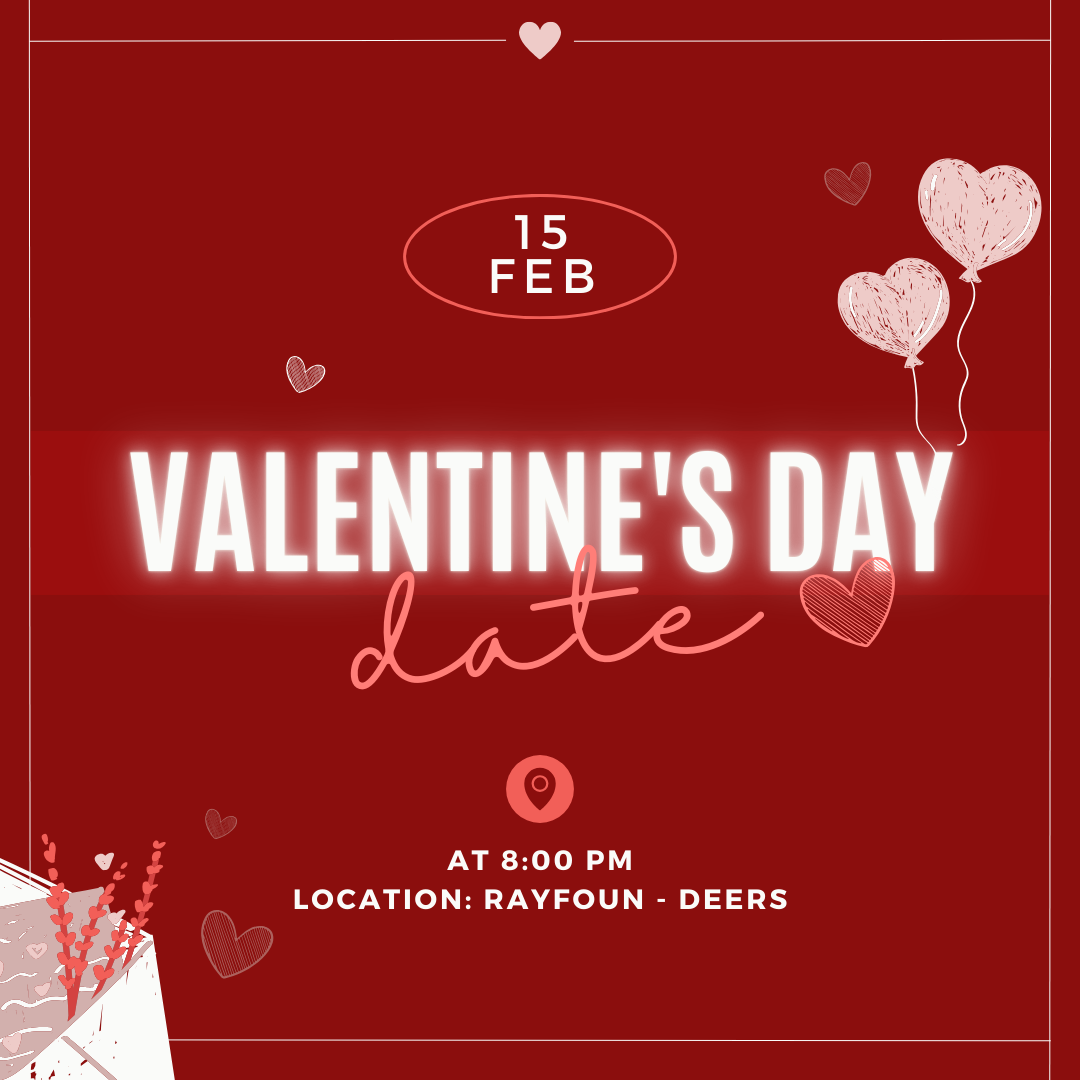 15
FEB
VALENTINE'S DAY
date
AT 8:00 PM
LOCATION: RAYFOUN - DEERS